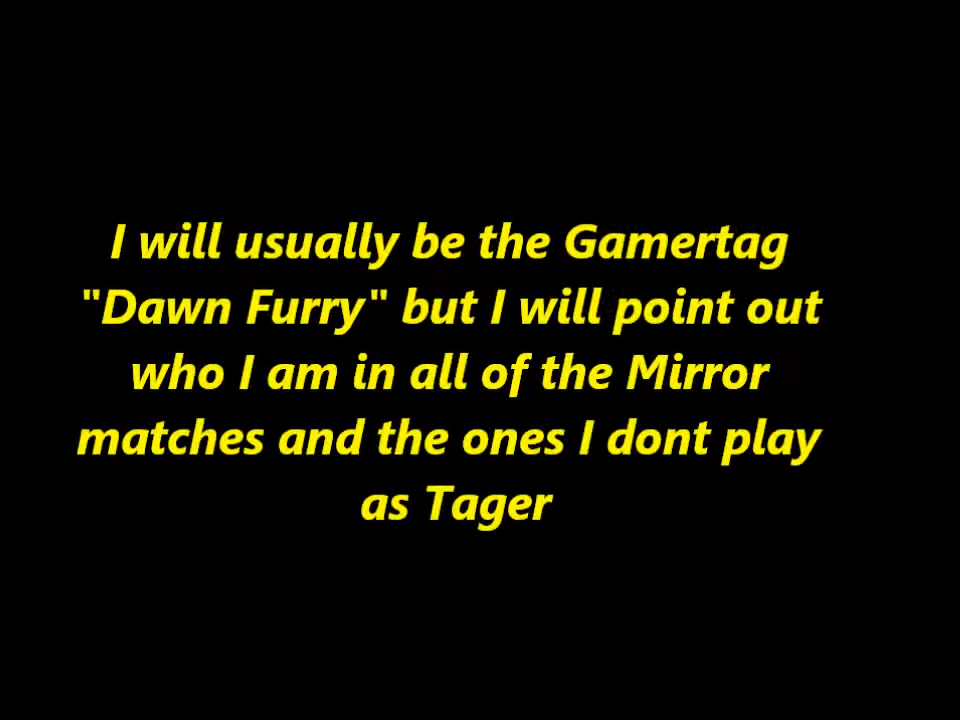 I will usually be the Gamertag
"Dawn Furry" but I will point out
who I am in all of the Mirror
matches and the ones I dont play
as Tager